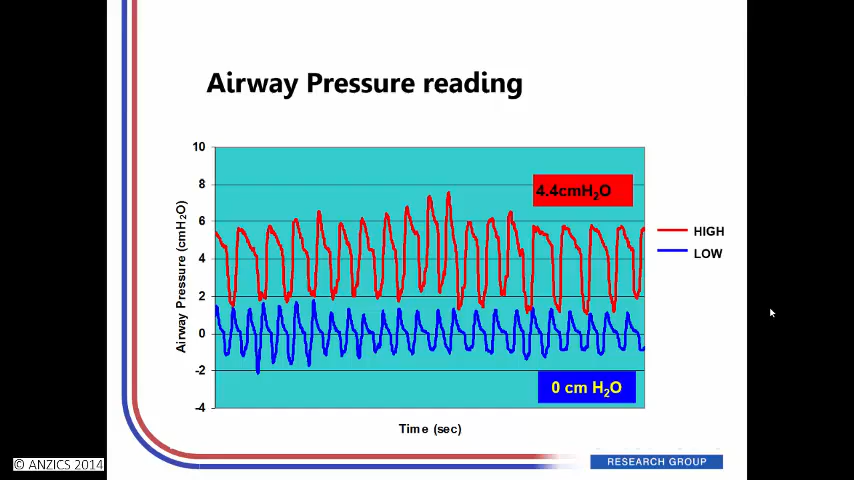 Airway Pressure reading
10
8
6
4
2
0
-2
-4
Airway Pressure (cmH2O)
4.4cmH2O
HIGH
LOW
0 cm H2O
Time (sec)
© ANZICS 2014
RESEARCH GROUP